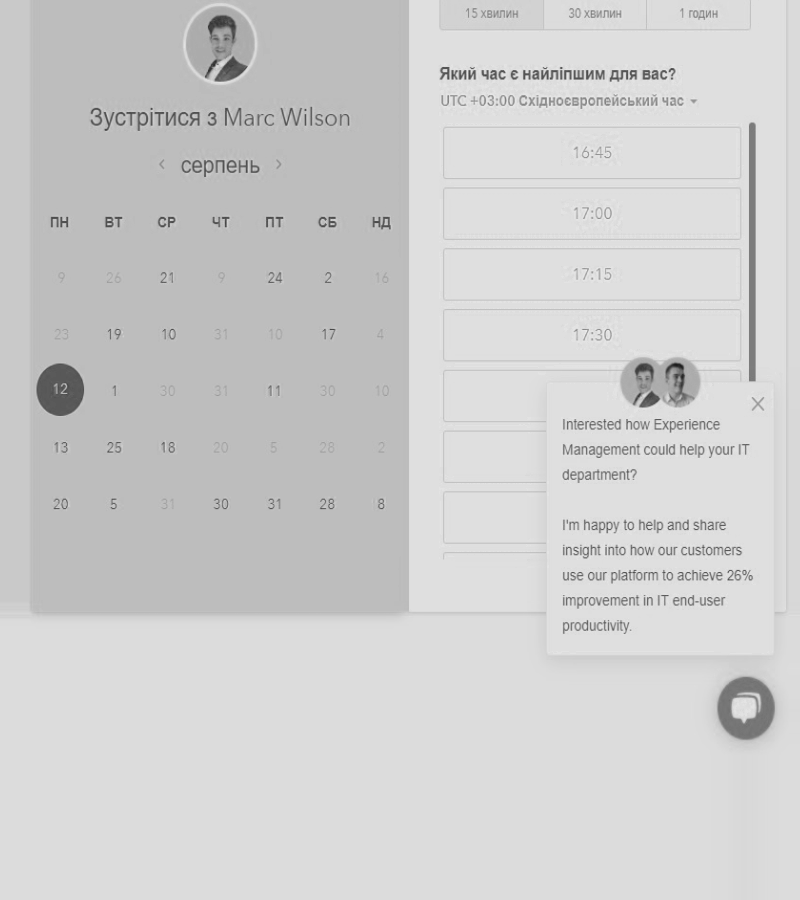 15 хвилин 30 хвилин 1 годин
Зустрітися з Marc Wilson
‹ серпень ›
ПН ВТ СР ЧТ ПТ СБ НД
9 26 21 9 24 2 16
23 19 10 31 10 17 4
12 1 30 31 11 30 10
13 25 18 20 5 28 2
20 5 31 30 31 28 8
Який час є найліпшим для вас?
UTC +03:00 Східноєвропейський час
16:45
17:00
17:15
17:30
Interested how Experience
Management could help your IT
department?
I'm happy to help and share
insight into how our customers
use our platform to achieve 26%
improvement in IT end-user
productivity.